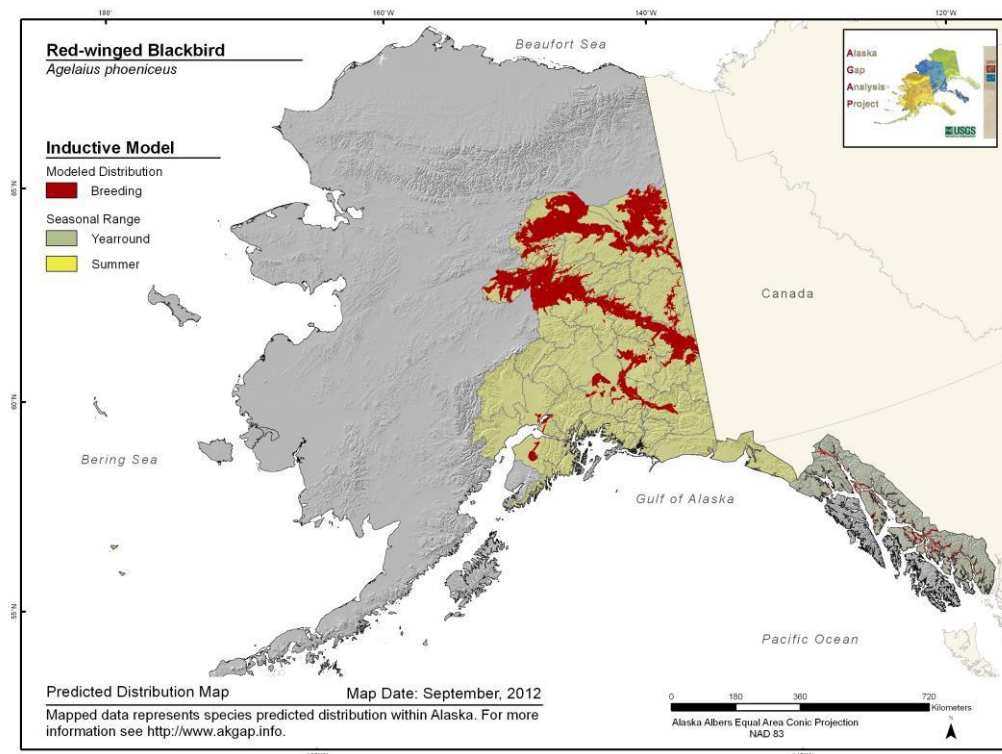 180°
160°W
140°W
120°W
Red-winged Blackbird
Agelaius phoeniceus
Beaufort Sea
Alaska
Gap
Analysis
Project
USGS
Inductive Model
Modeled Distribution
Breeding
Seasonal Range
Yearround
Summer
65°N
Canada
60°N
Bering Sea
Gulf of Alaska
55°N
Pacific Ocean
Predicted Distribution Map
Map Date: September, 2012
Mapped data represents species predicted distribution within Alaska. For more
information see http://www.akgap.info.
0 180 360 720
Kilometers
Alaska Albers Equal Area Conic Projection
NAD 83
N